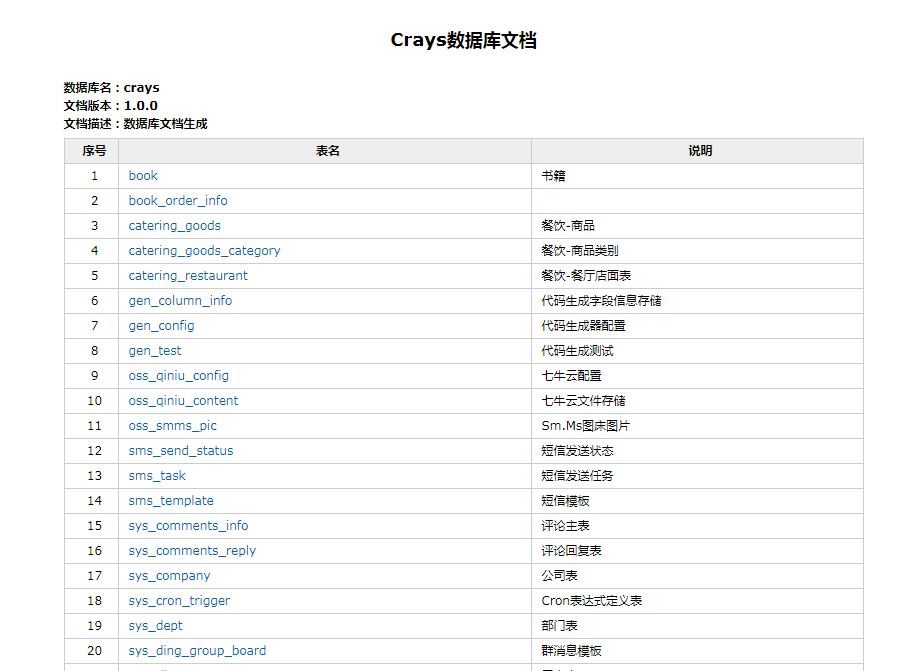 Crays数据库文档
数据库名：crays
文档版本：1.0.0
文档描述：数据库文档生成
序号 表名 说明
1 book 书籍
2 book_order_info
3 catering_goods 餐饮-商品
4 catering_goods_category 餐饮-商品类别
5 catering_restaurant 餐饮-餐厅店面表
6 gen_column_info 代码生成字段信息存储
7 gen_config 代码生成器配置
8 gen_test 代码生成测试
9 oss_qiniu_config 七牛云配置
10 oss_qiniu_content 七牛云文件存储
11 oss_smms_pic Sm.Ms图床图片
12 sms_send_status 短信发送状态
13 sms_task 短信发送任务
14 sms_template 短信模板
15 sys_comments_info 评论主表
16 sys_comments_reply 评论回复表
17 sys_company 公司表
18 sys_cron_trigger Cron表达式定义表
19 sys_dept 部门表
20 sys_ding_group_board 群消息模板